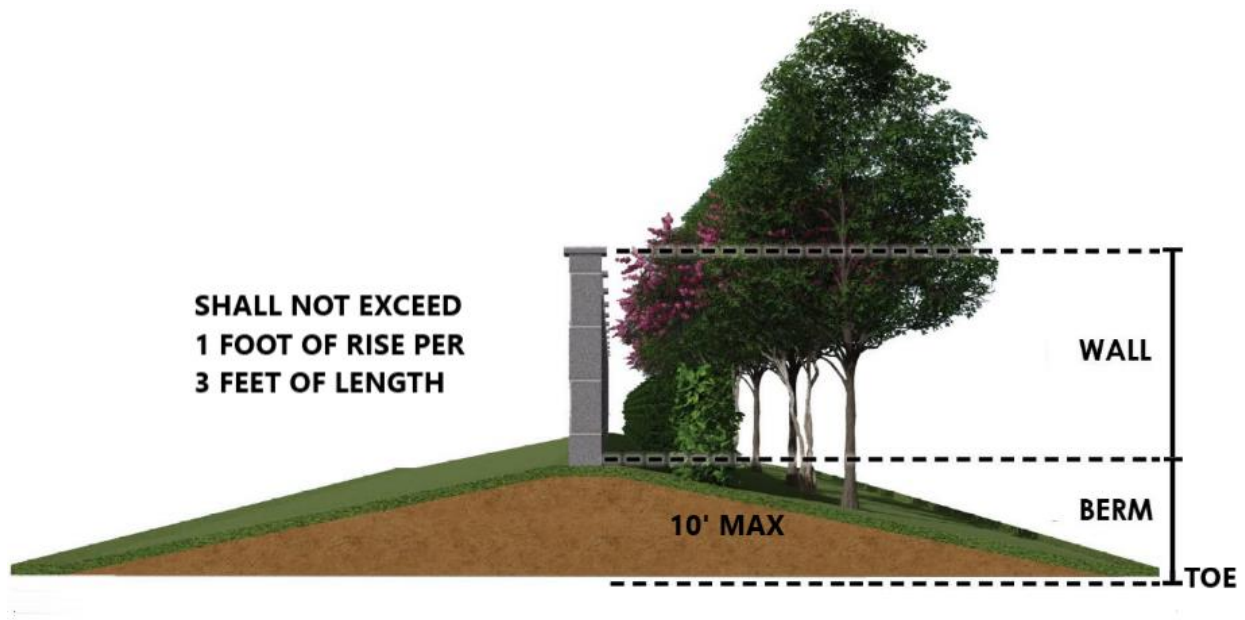 SHALL NOT EXCEED
1 FOOT OF RISE PER
3 FEET OF LENGTH
WALL
BERM
10' MAX
TOE